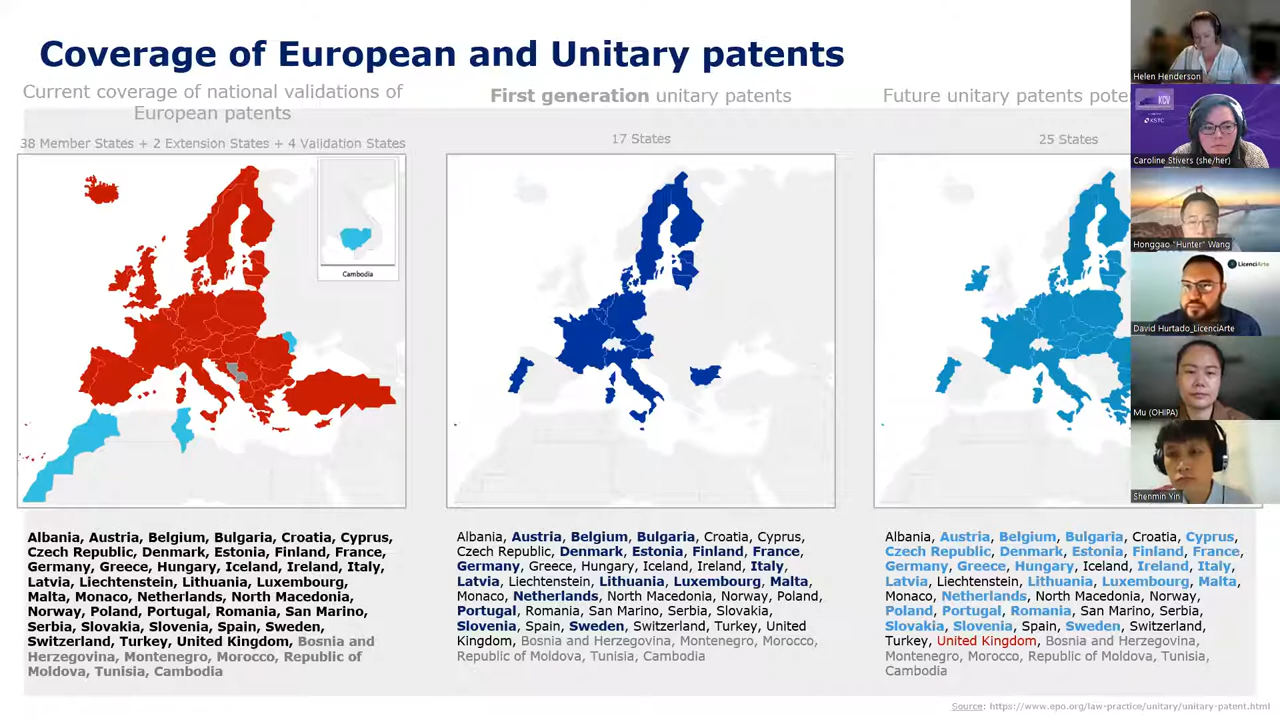 Coverage of European and Unitary patents
Current coverage of national validations of
European patents
38 Member States + 2 Extension States + 4 Validation States
Cambodia
Albania, Austria, Belgium, Bulgaria, Croatia, Cyprus,
Czech Republic, Denmark, Estonia, Finland, France,
Germany, Greece, Hungary, Iceland, Ireland, Italy,
Latvia, Liechtenstein, Lithuania, Luxembourg,
Malta, Monaco, Netherlands, North Macedonia,
Norway, Poland, Portugal, Romania, San Marino,
Serbia, Slovakia, Slovenia, Spain, Sweden,
Switzerland, Turkey, United Kingdom, Bosnia and
Herzegovina, Montenegro, Morocco, Republic of
Moldova, Tunisia, Cambodia
First generation unitary patents
17 States
Albania, Austria, Belgium, Bulgaria, Croatia, Cyprus,
Czech Republic, Denmark, Estonia, Finland, France,
Germany, Greece, Hungary, Iceland, Ireland, Italy,
Latvia, Liechtenstein, Lithuania, Luxembourg, Malta,
Monaco, Netherlands, North Macedonia, Norway, Poland,
Portugal, Romania, San Marino, Serbia, Slovakia,
Slovenia, Spain, Sweden, Switzerland, Turkey, United
Kingdom, Bosnia and Herzegovina, Montenegro, Morocco,
Republic of Moldova, Tunisia, Cambodia
Future unitary patents
25 States
Albania, Austria, Belgium, Bulgaria, Croatia, Cyprus,
Czech Republic, Denmark, Estonia, Finland, France,
Germany, Greece, Hungary, Iceland, Ireland, Italy,
Latvia, Liechtenstein, Lithuania, Luxembourg, Malta,
Monaco, Netherlands, North Macedonia, Norway,
Poland, Portugal, Romania, San Marino, Serbia,
Slovakia, Slovenia, Spain, Sweden, Switzerland,
Turkey, United Kingdom, Bosnia and Herzegovina,
Montenegro, Morocco, Republic of Moldova, Tunisia,
Cambodia
Source: https://www.epo.org/law-practice/unitary/unitary-patent.html
Helen Henderson
KCV
KSTC
Caroline Stivers (she/her)
Honggao "Hunter" Wang
LicenciArte
David Hurtado_LicenciArte
Mu (OHIPA)
Shenmin Yin